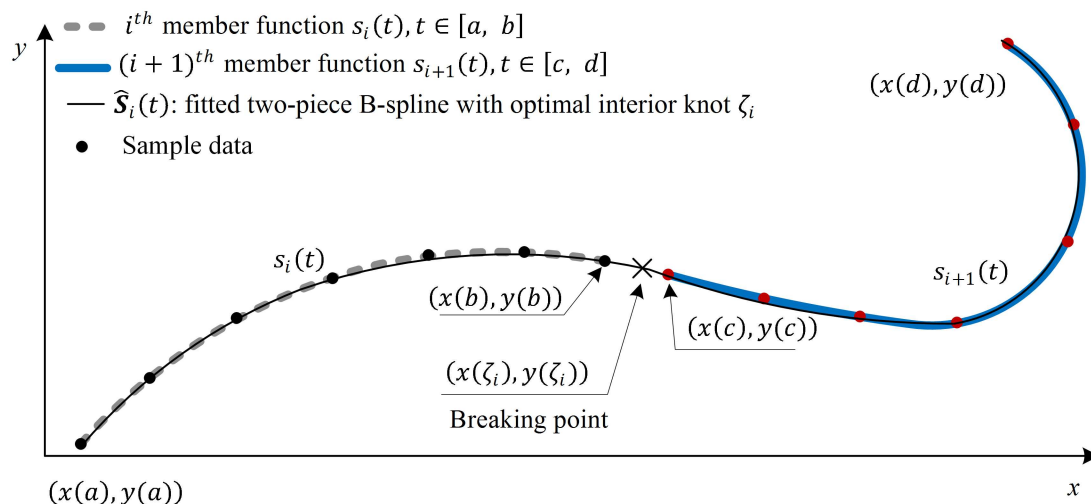 y
i^{th} member function s_i(t), t ∈ [a, b]
(i + 1)^{th} member function s_{i+1}(t), t ∈ [c, d]
Ŝ_i(t): fitted two-piece B-spline with optimal interior knot ζ_i
Sample data
(x(d), y(d))
s_i(t)
s_{i+1}(t)
(x(b), y(b))
(x(c), y(c))
(x(ζ_i), y(ζ_i))
Breaking point
(x(a), y(a))
x